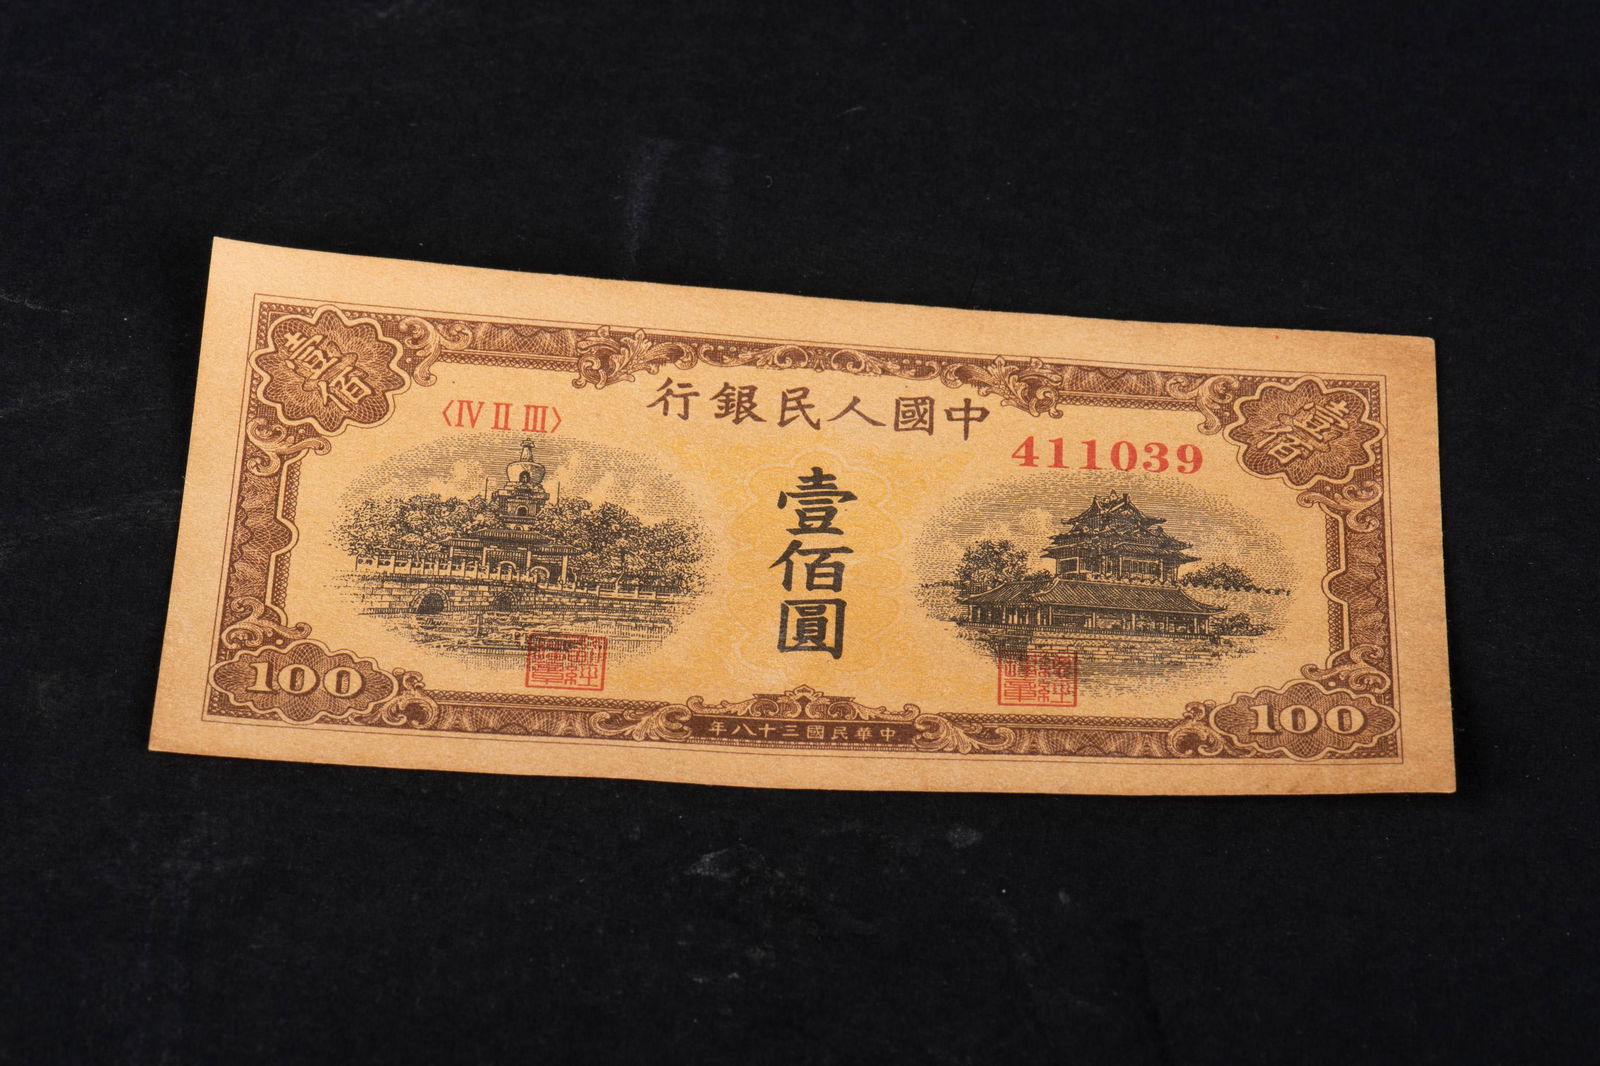 壹佰
壹佰
中國人民銀行
〈IV II III〉
411039
壹佰圓
100
中華民國三十八年
100